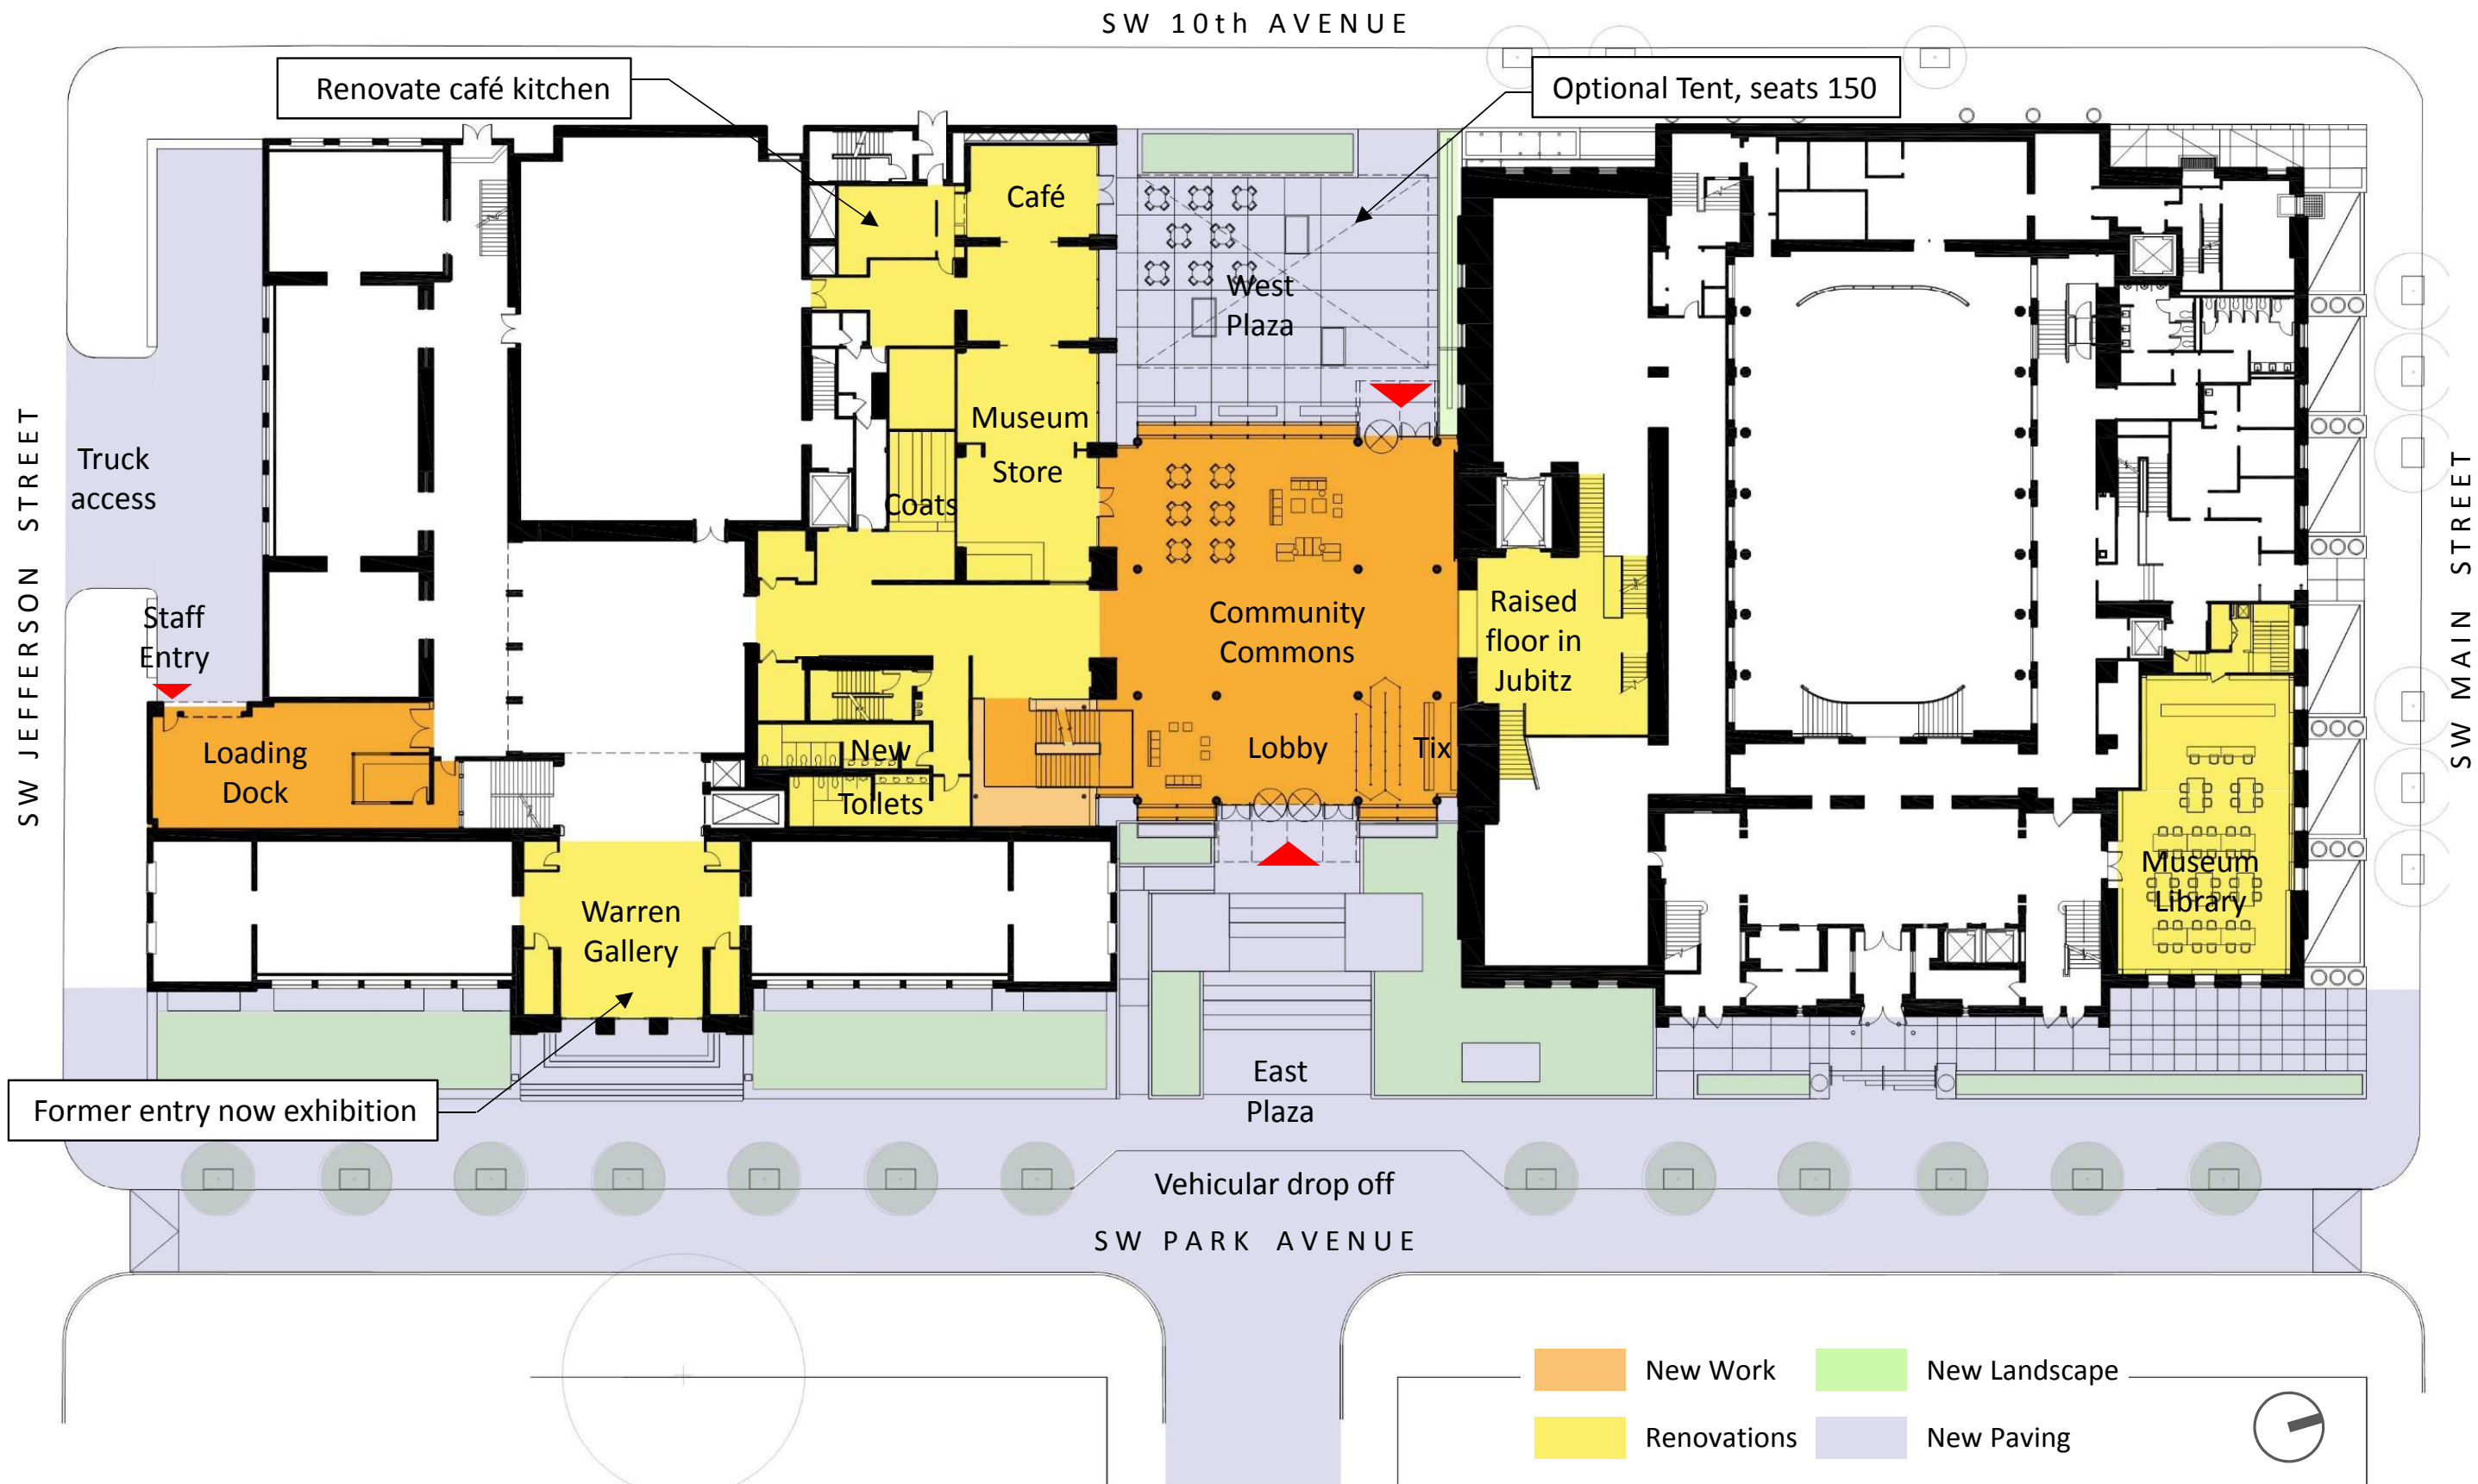 SW 10th AVENUE
Renovate café kitchen
Optional Tent, seats 150
Café
West
Plaza
Museum
Store
Coats
Truck
access
SW JEFFERSON STREET
SW MAIN STREET
Staff
Entry
Community
Commons
Raised
floor in
Jubitz
Loading
Dock
New
Toilets
Lobby
Tix
Museum
Library
Warren
Gallery
East
Plaza
Former entry now exhibition
Vehicular drop off
SW PARK AVENUE
New Work
New Landscape
Renovations
New Paving